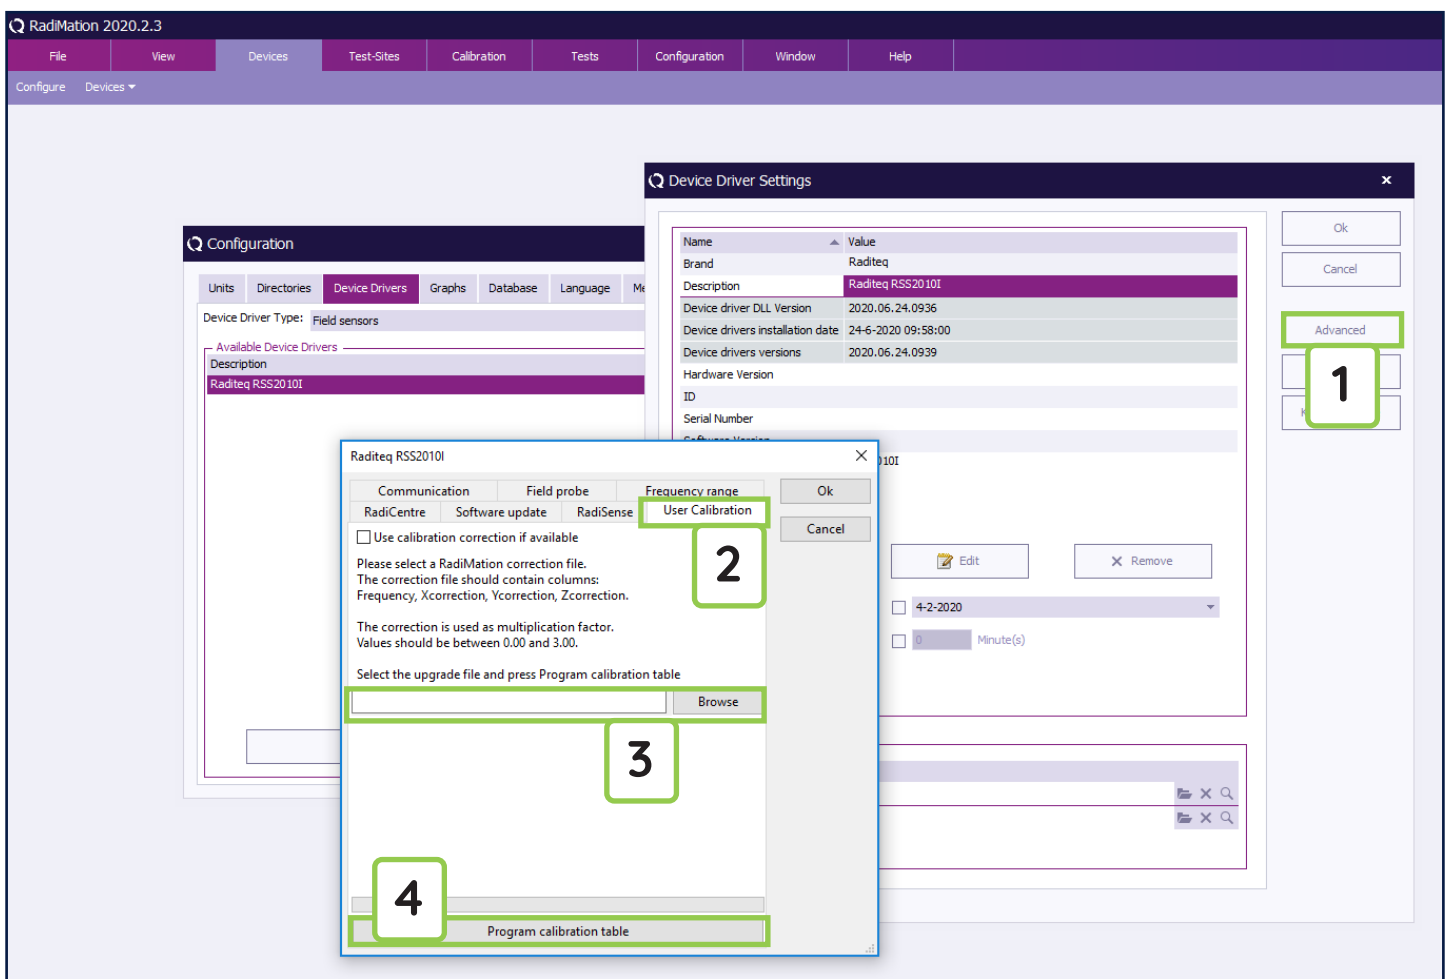 RadiMation 2020.2.3
File View Devices Test-Sites Calibration Tests Configuration Window Help
Configure Devices
Device Driver Settings
Ok
Cancel
Advanced
1
Name Value
Brand Raditeq
Description Raditeq RSS2010I
Device driver DLL Version 2020.06.24.0936
Device drivers installation date 24-6-2020 09:58:00
Device drivers versions 2020.06.24.0939
Hardware Version
ID
Serial Number
Software Version
Edit
Remove
4-2-2020
0 Minute(s)
Configuration
Units Directories Device Drivers Graphs Database Language
Device Driver Type: Field sensors
Available Device Drivers
Description
Raditeq RSS2010I
Raditeq RSS2010I
Communication Field probe Frequency range
RadiCentre Software update RadiSense User Calibration
Ok
Cancel
2
Use calibration correction if available
Please select a RadiMation correction file.
The correction file should contain columns:
Frequency, Xcorrection, Ycorrection, Zcorrection.
The correction is used as multiplication factor.
Values should be between 0.00 and 3.00.
Select the upgrade file and press Program calibration table
Browse
3
4
Program calibration table